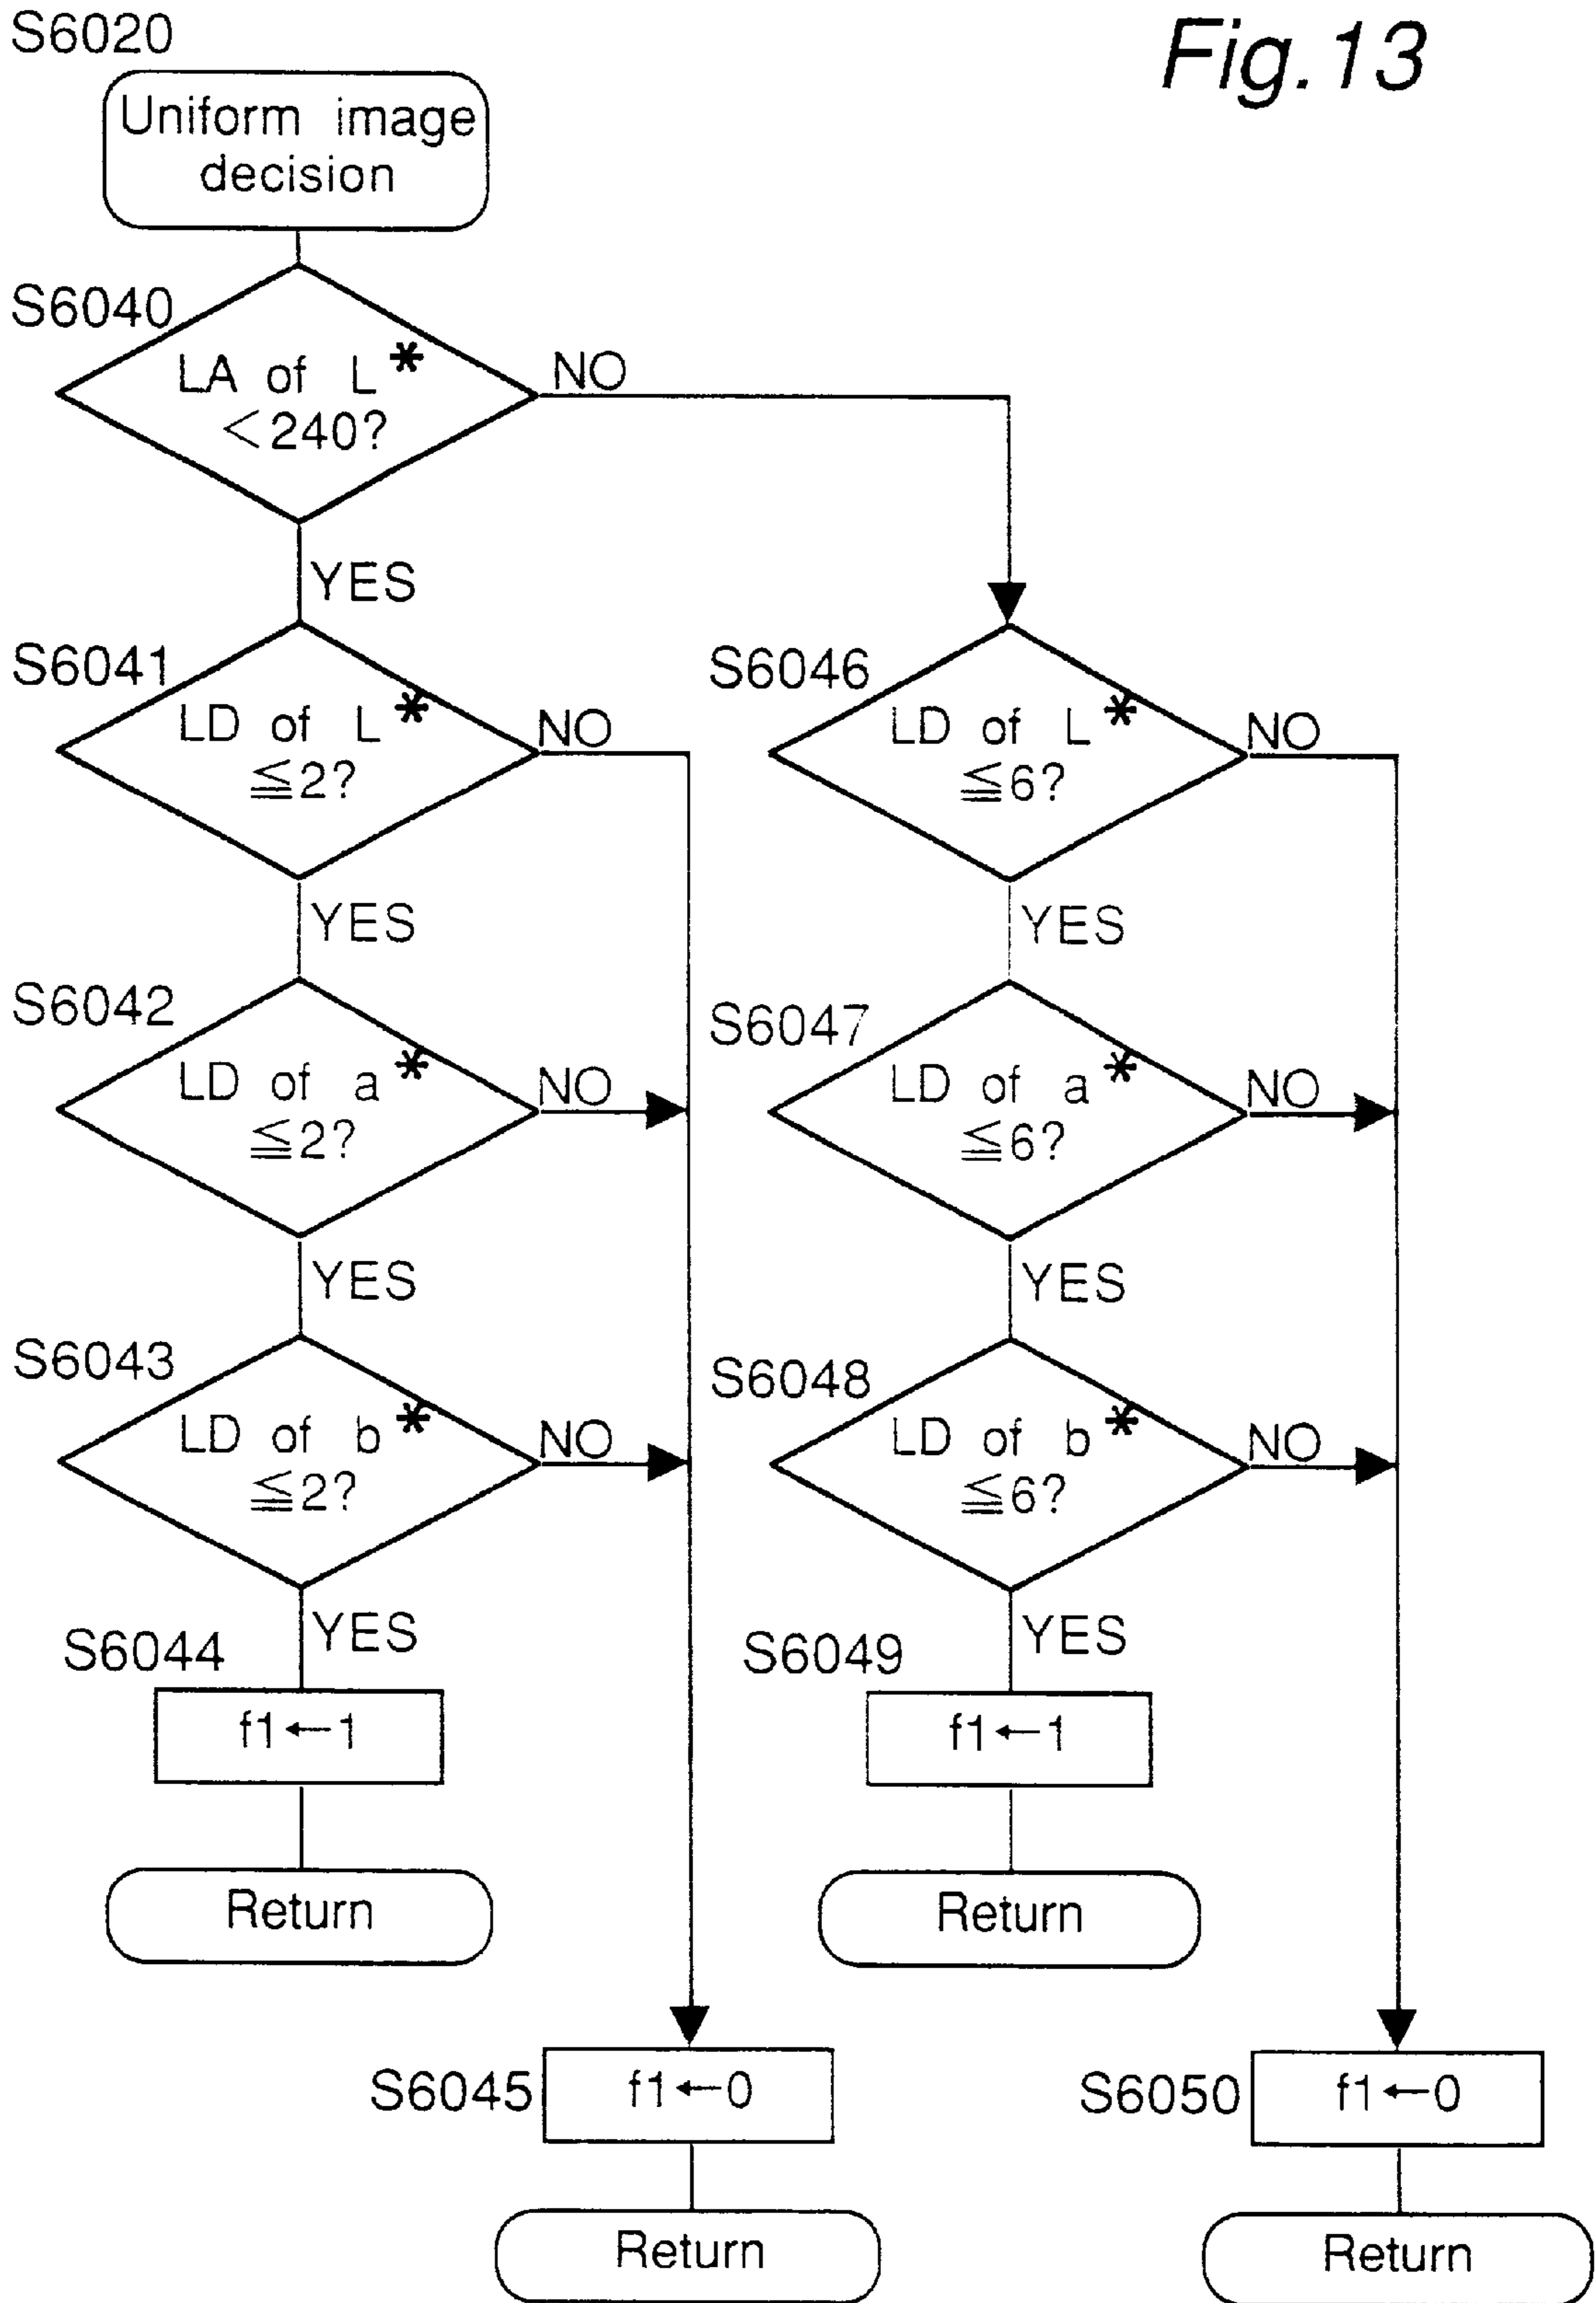 Fig.13
S6020
Uniform image
decision
S6040
LA of L*
<240?
NO
YES
S6041
LD of L*
≦2?
NO
YES
S6046
LD of L*
≦6?
NO
YES
S6042
LD of a*
≦2?
NO
YES
S6047
LD of a*
≦6?
NO
YES
S6043
LD of b*
≦2?
NO
YES
S6048
LD of b*
≦6?
NO
YES
S6044
f1←1
Return
S6049
f1←1
Return
S6045
f1←0
Return
S6050
f1←0
Return